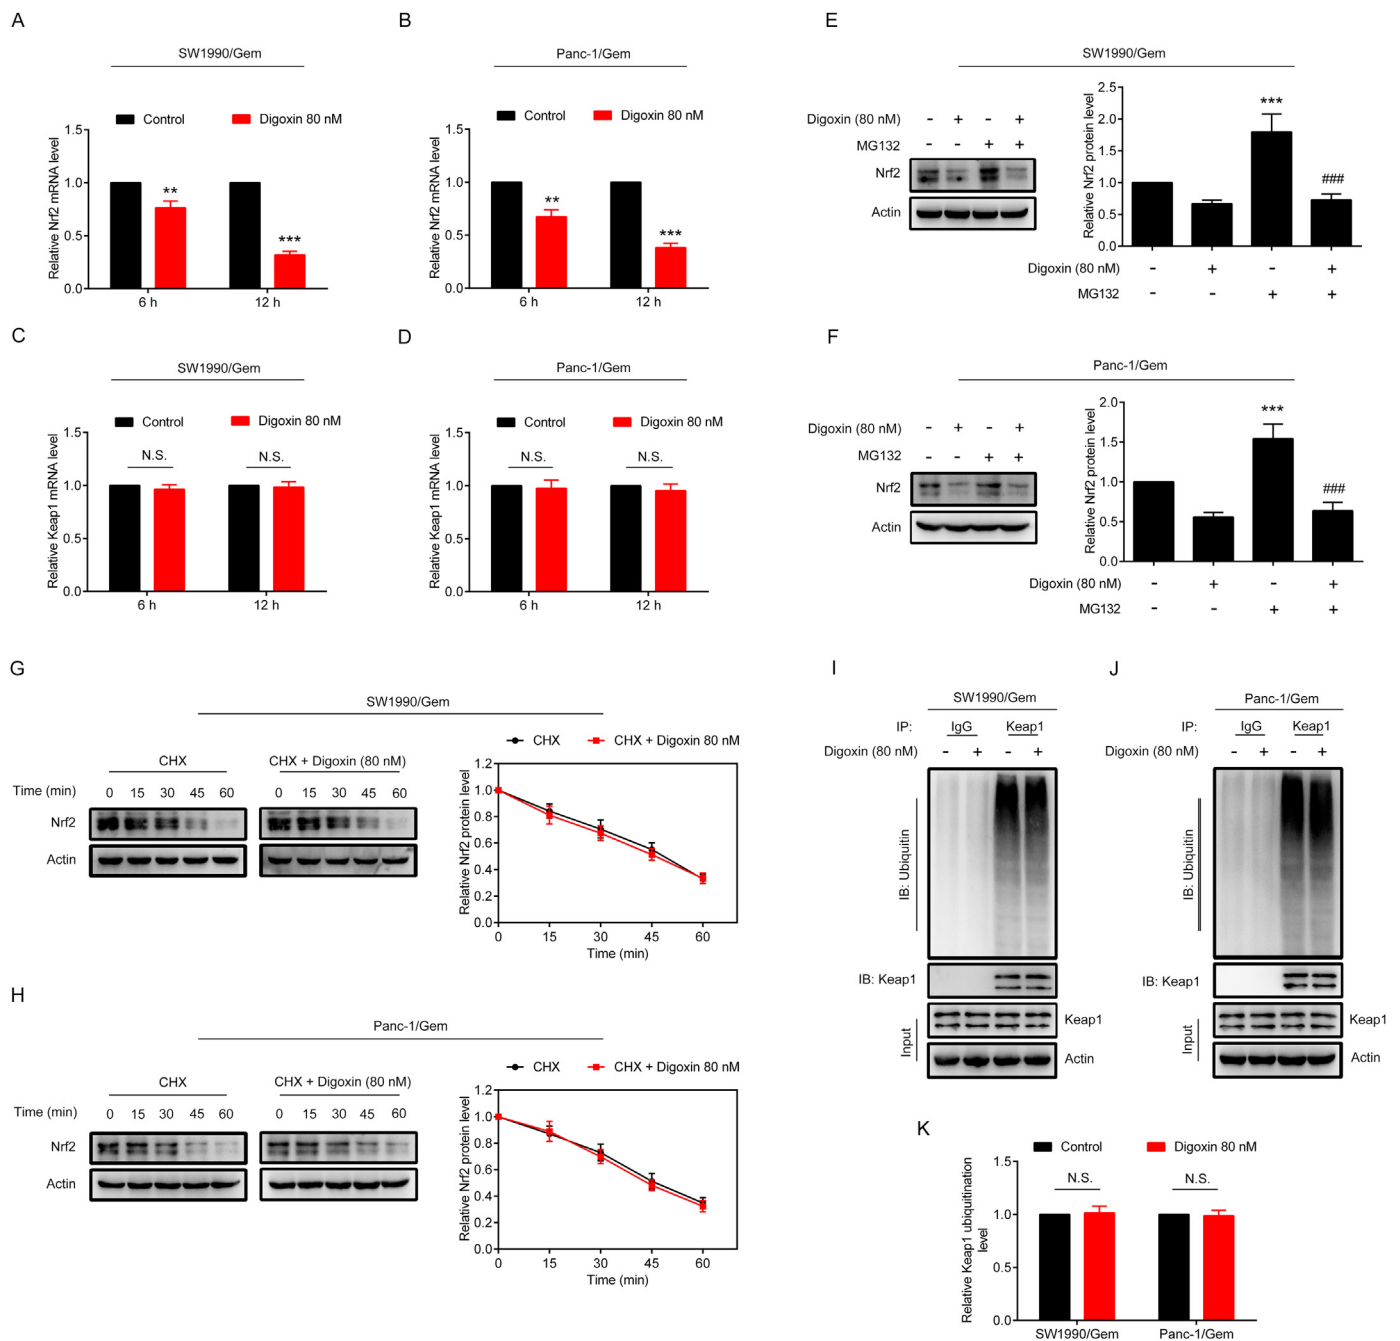 A
SW1990/Gem
Control
Digoxin 80 nM
Relative Nrf2 mRNA level
1.5
1.0
0.5
0.0
**
***
6 h
12 h
B
Panc-1/Gem
Control
Digoxin 80 nM
Relative Nrf2 mRNA level
1.5
1.0
0.5
0.0
**
***
6 h
12 h
C
SW1990/Gem
Control
Digoxin 80 nM
Relative Keap1 mRNA level
1.5
1.0
0.5
0.0
N.S.
N.S.
6 h
12 h
D
Panc-1/Gem
Control
Digoxin 80 nM
Relative Keap1 mRNA level
1.5
1.0
0.5
0.0
N.S.
N.S.
6 h
12 h
E
SW1990/Gem
Digoxin (80 nM) - + - +
MG132 - - + +
Nrf2
Actin
Relative Nrf2 protein level
2.5
2.0
1.5
1.0
0.5
0.0
***
###
Digoxin (80 nM) - + - +
MG132 - - + +
F
Panc-1/Gem
Digoxin (80 nM) - + - +
MG132 - - + +
Nrf2
Actin
Relative Nrf2 protein level
2.0
1.5
1.0
0.5
0.0
***
###
Digoxin (80 nM) - + - +
MG132 - - + +
G
SW1990/Gem
CHX
CHX + Digoxin (80 nM)
Time (min) 0 15 30 45 60 0 15 30 45 60
Nrf2
Actin
CHX
CHX + Digoxin 80 nM
Relative Nrf2 protein level
1.2
1.0
0.8
0.6
0.4
0.2
0.0
0 15 30 45 60
Time (min)
H
Panc-1/Gem
CHX
CHX + Digoxin (80 nM)
Time (min) 0 15 30 45 60 0 15 30 45 60
Nrf2
Actin
CHX
CHX + Digoxin 80 nM
Relative Nrf2 protein level
1.2
1.0
0.8
0.6
0.4
0.2
0.0
0 15 30 45 60
Time (min)
I
SW1990/Gem
IP: IgG Keap1
Digoxin (80 nM) - + - +
IB: Ubiquitin
IB: Keap1
Input
Keap1
Actin
J
Panc-1/Gem
IP: IgG Keap1
Digoxin (80 nM) - + - +
IB: Ubiquitin
IB: Keap1
Input
Keap1
Actin
K
Control
Digoxin 80 nM
Relative Keap1 ubiquitination
level
1.5
1.0
0.5
0.0
N.S.
N.S.
SW1990/Gem
Panc-1/Gem